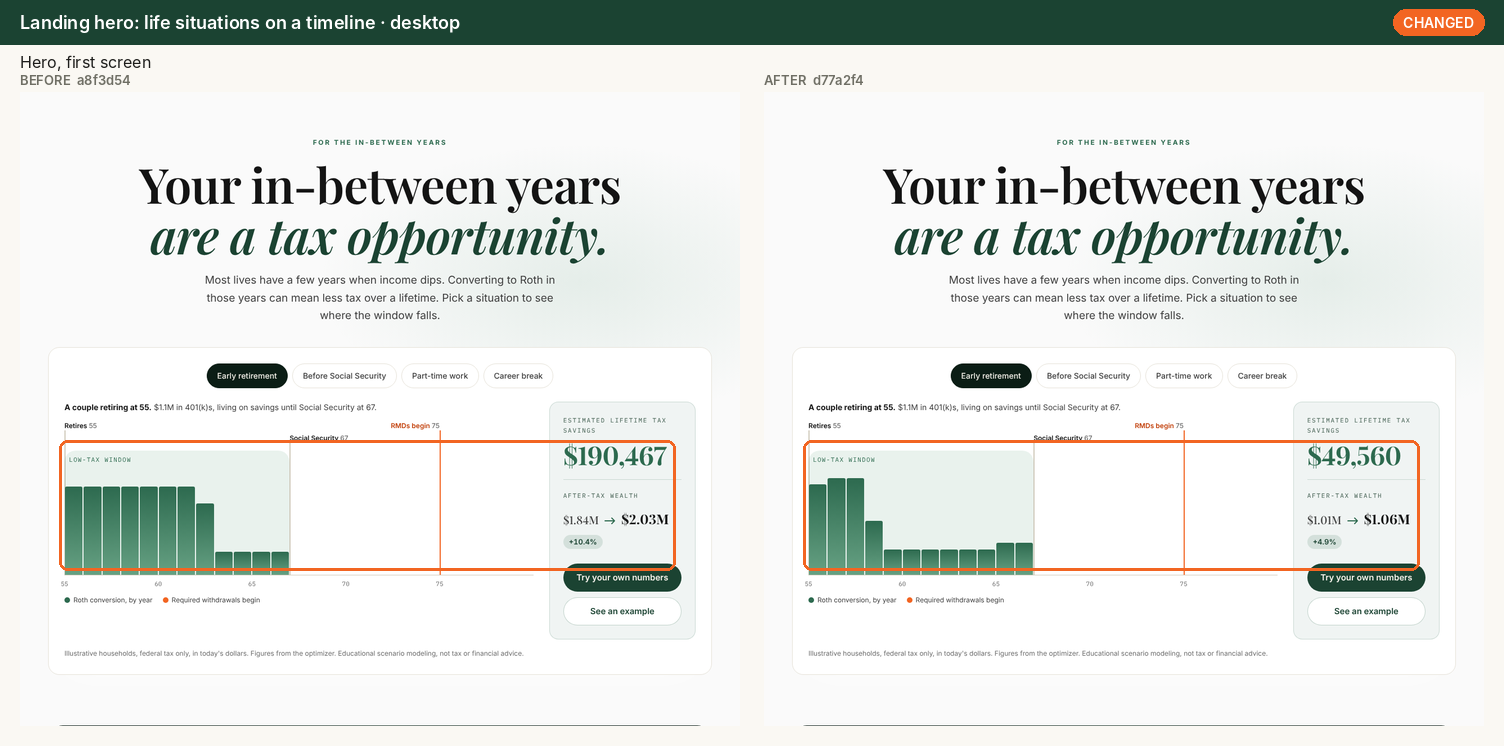 Landing hero: life situations on a timeline · desktop
CHANGED
Hero, first screen
BEFORE a8f3d54
FOR THE IN-BETWEEN YEARS
Your in-between years
are a tax opportunity.
Most lives have a few years when income dips. Converting to Roth in
those years can mean less tax over a lifetime. Pick a situation to see
where the window falls.
Early retirement
Before Social Security
Part-time work
Career break
A couple retiring at 55. $1.1M in 401(k)s, living on savings until Social Security at 67.
Retires 55
RMDs begin 75
Social Security 67
LOW-TAX WINDOW
55
60
65
70
75
Roth conversion, by year
Required withdrawals begin
ESTIMATED LIFETIME TAX
SAVINGS
$190,467
AFTER-TAX WEALTH
$1.84M → $2.03M
+10.4%
Try your own numbers
See an example
Illustrative households, federal tax only, in today's dollars. Figures from the optimizer. Educational scenario modeling, not tax or financial advice.
AFTER d77a2f4
FOR THE IN-BETWEEN YEARS
Your in-between years
are a tax opportunity.
Most lives have a few years when income dips. Converting to Roth in
those years can mean less tax over a lifetime. Pick a situation to see
where the window falls.
Early retirement
Before Social Security
Part-time work
Career break
A couple retiring at 55. $1.1M in 401(k)s, living on savings until Social Security at 67.
Retires 55
RMDs begin 75
Social Security 67
LOW-TAX WINDOW
55
60
65
70
75
Roth conversion, by year
Required withdrawals begin
ESTIMATED LIFETIME TAX
SAVINGS
$49,560
AFTER-TAX WEALTH
$1.01M → $1.06M
+4.9%
Try your own numbers
See an example
Illustrative households, federal tax only, in today's dollars. Figures from the optimizer. Educational scenario modeling, not tax or financial advice.